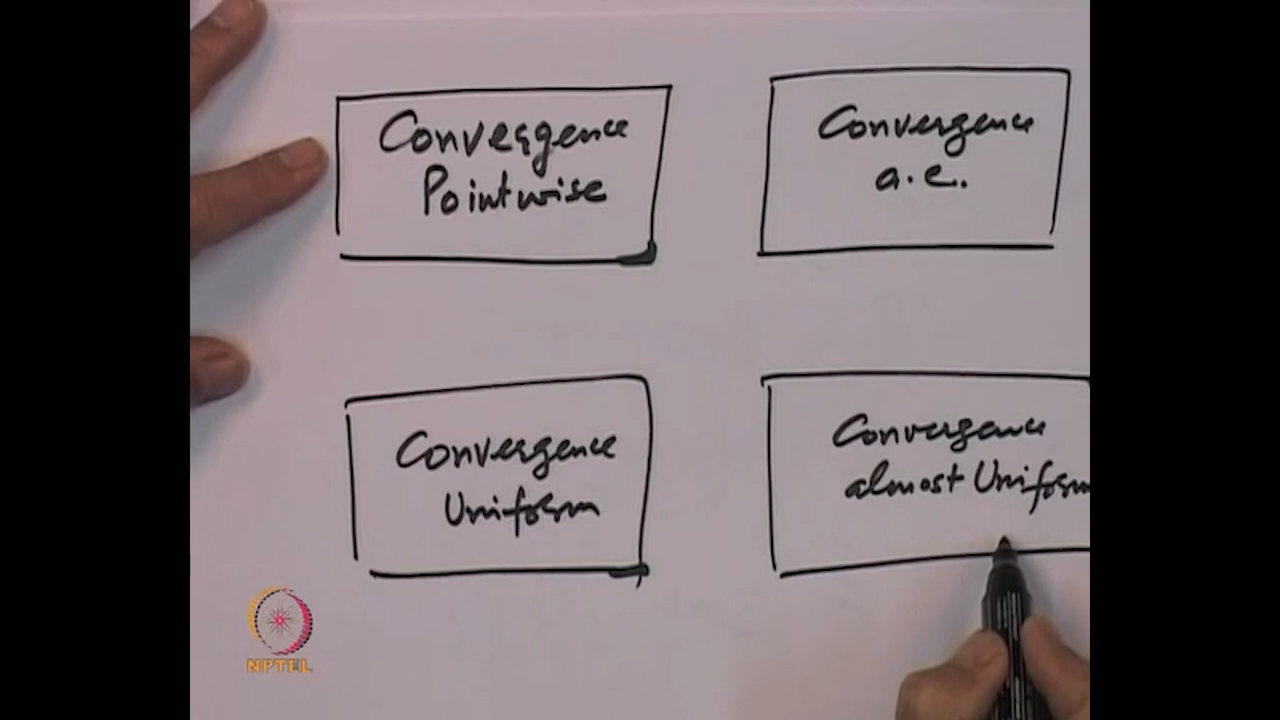 Convergence
Pointwise
Convergence
a.e.
Convergence
Uniform
Convergence
almost Uniform
NPTEL